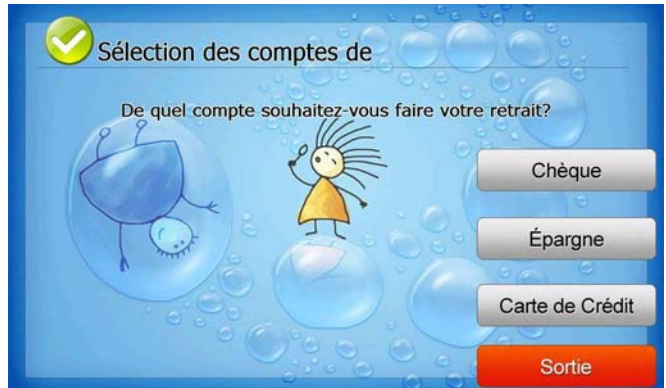 Sélection des comptes de
De quel compte souhaitez-vous faire votre retrait?
Chèque
Épargne
Carte de Crédit
Sortie